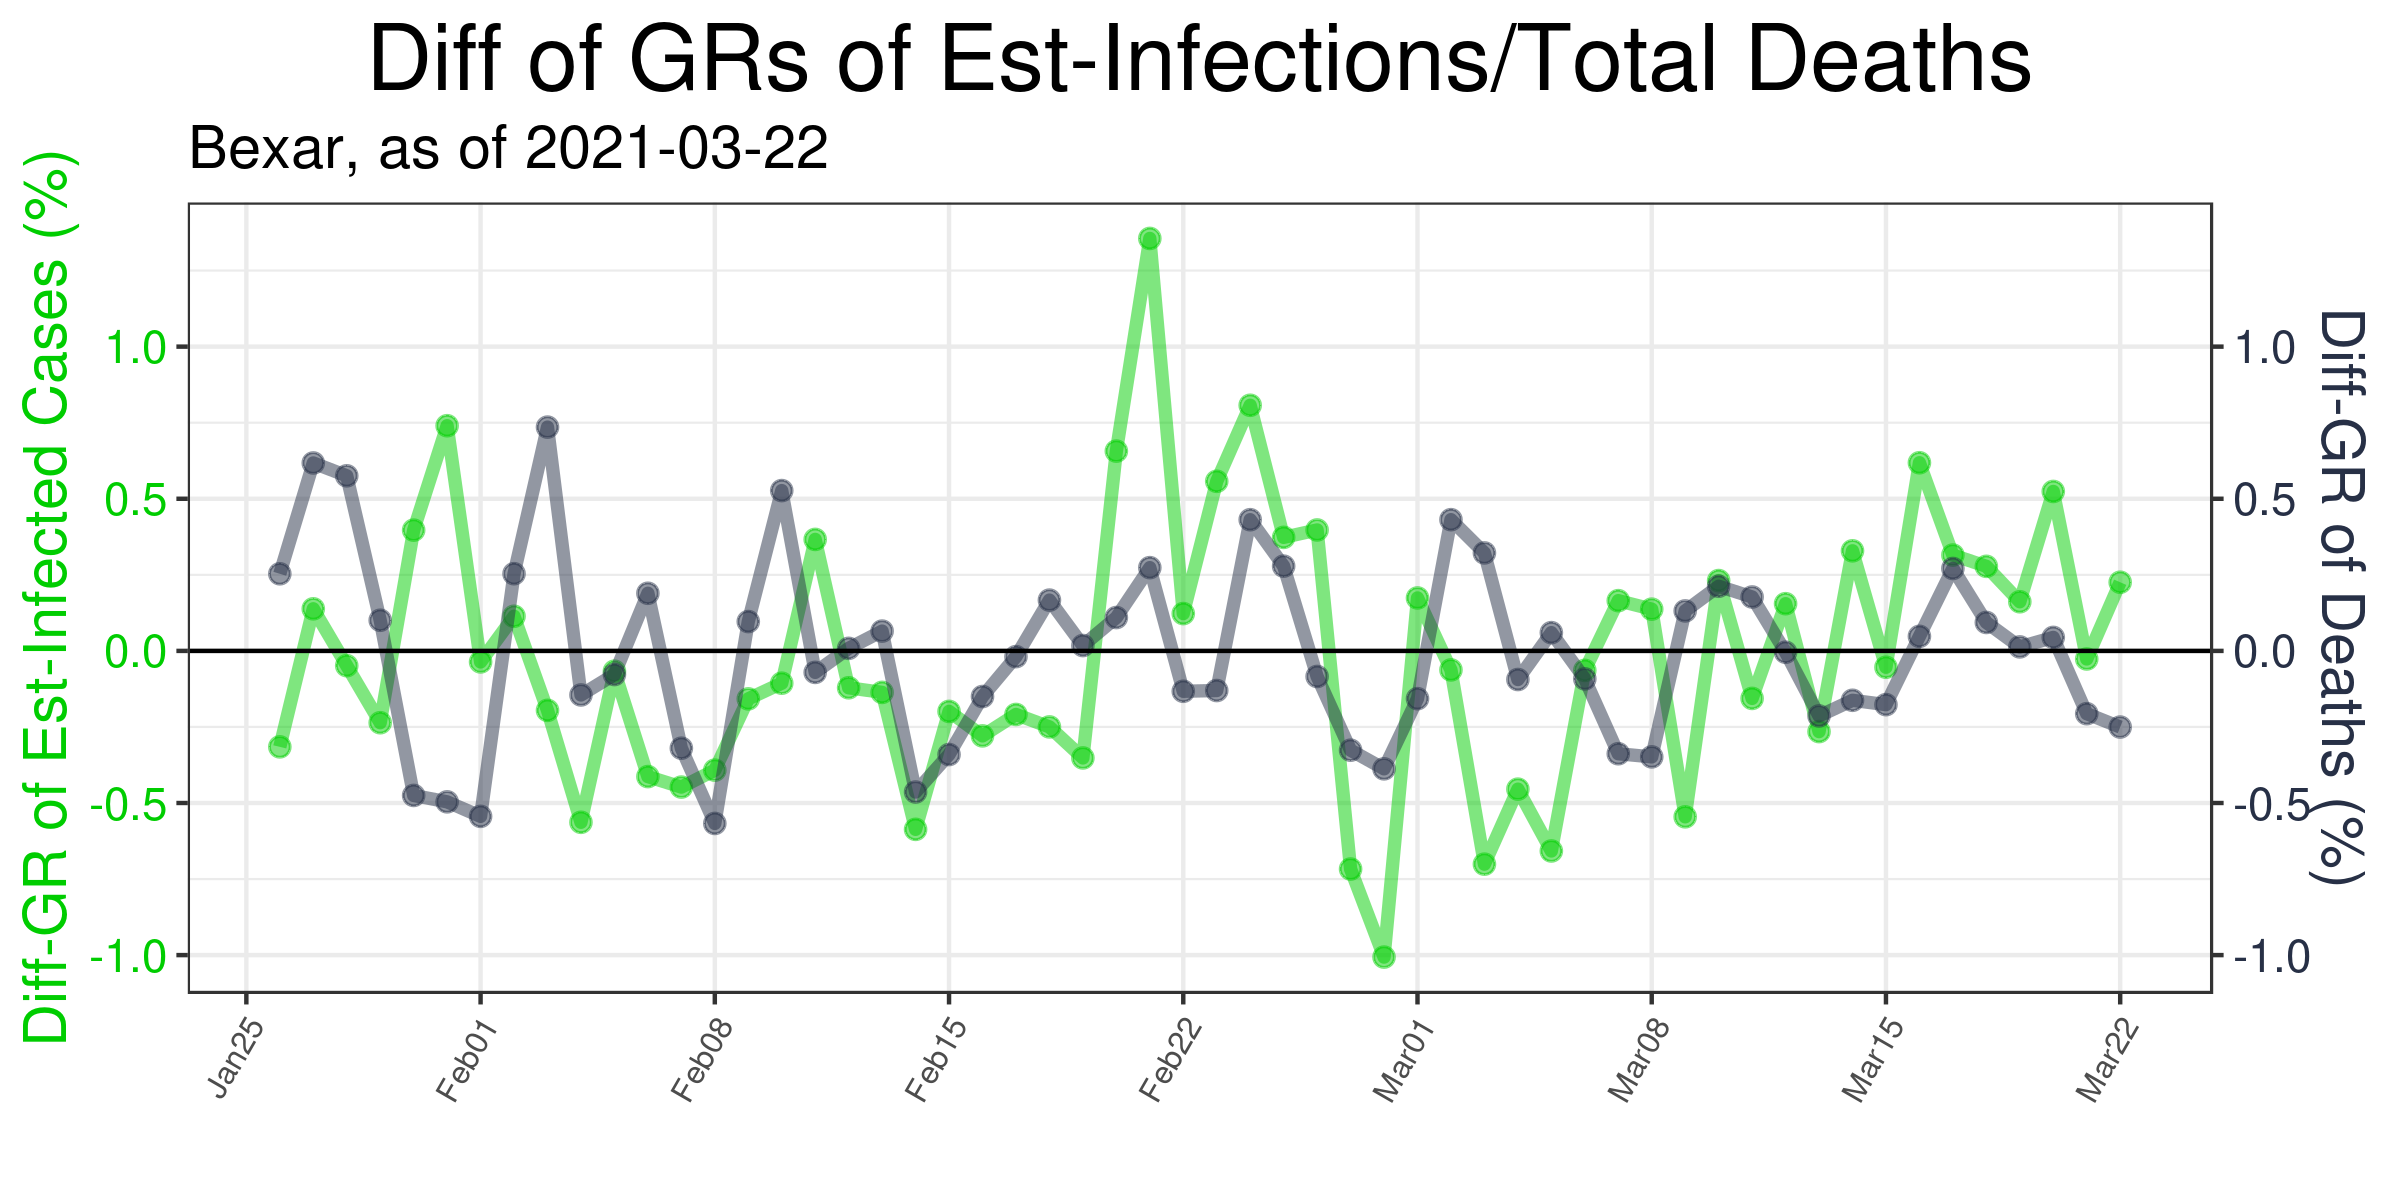 Diff of GRs of Est-Infections/Total Deaths
Bexar, as of 2021-03-22
Diff-GR of Est-Infected Cases (%)
1.0
0.5
0.0
-0.5
-1.0
1.0
0.5
0.0
-0.5
-1.0
Diff-GR of Deaths (%)
Jan25
Feb01
Feb08
Feb15
Feb22
Mar01
Mar08
Mar15
Mar22